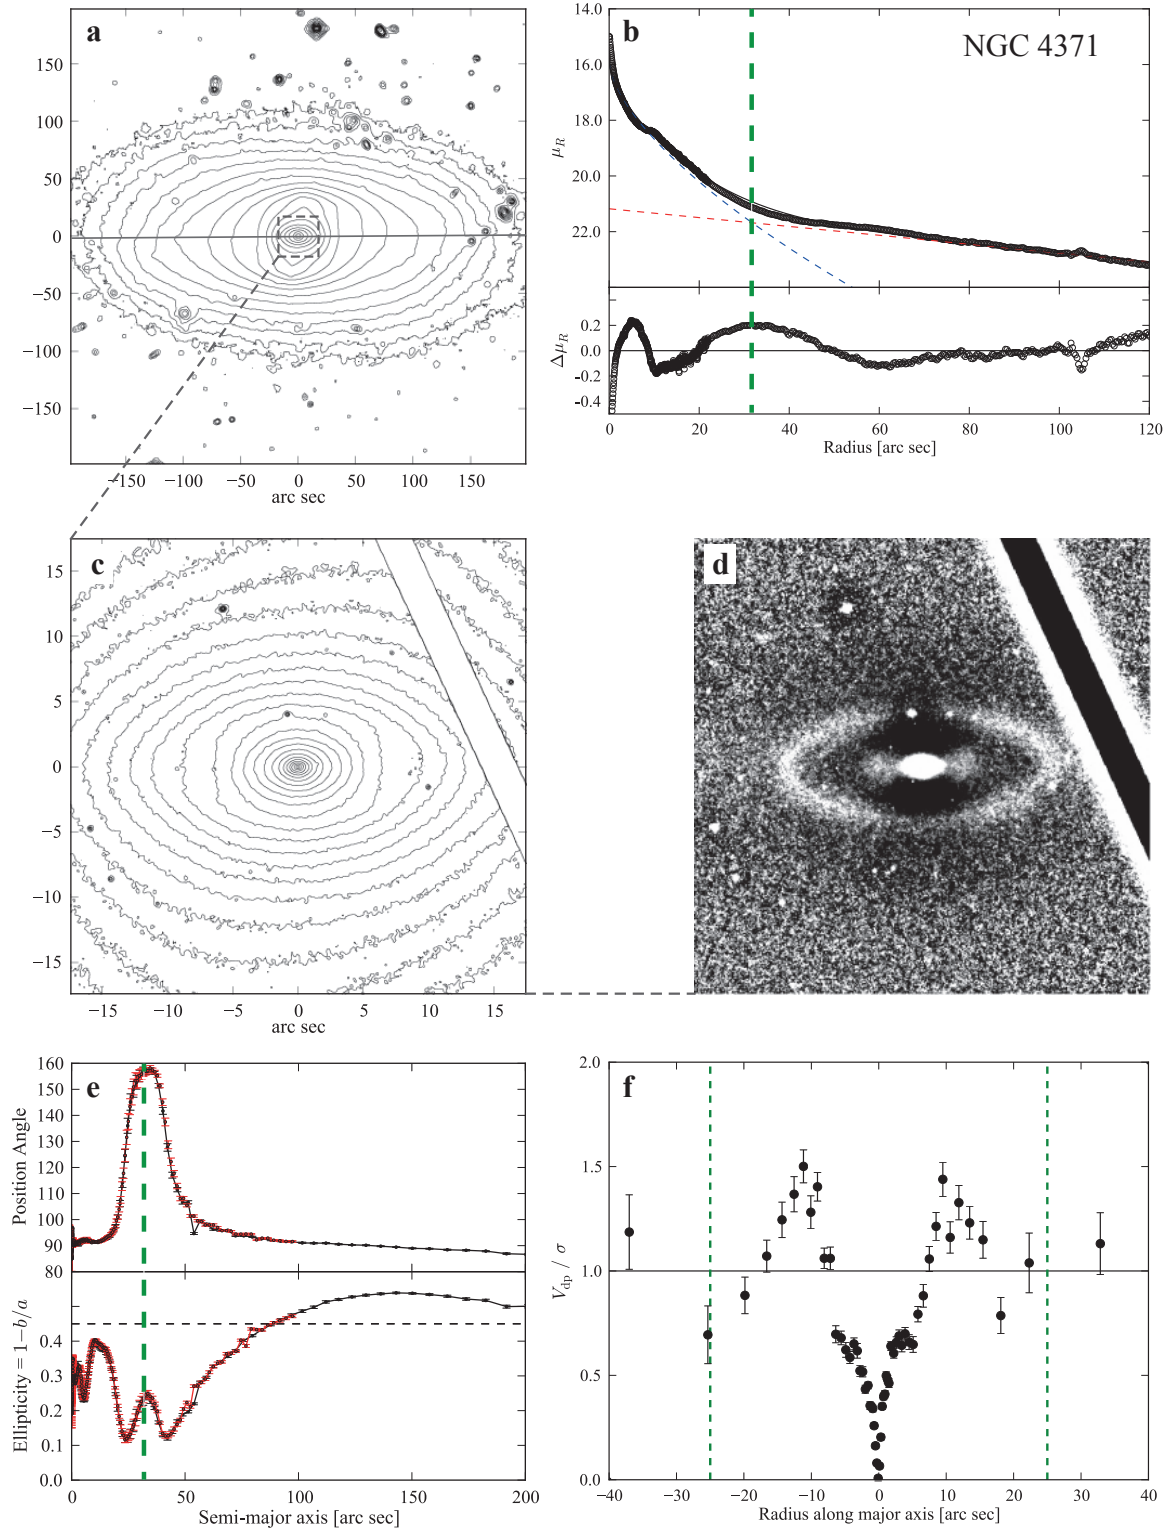 a
150
100
50
0
−50
−100
−150
−150 −100 −50 0 50 100 150
arc sec
b
NGC 4371
14.0
16.0
18.0
20.0
22.0
μR
0.2
0.0
-0.2
-0.4
ΔμR
0 20 40 60 80 100 120
Radius [arc sec]
c
15
10
5
0
−5
−10
−15
−15 −10 −5 0 5 10 15
arc sec
d
e
160
150
140
130
120
110
100
90
80
Position Angle
0.4
0.3
0.2
0.1
0.0
Ellipticity = 1−b/a
0 50 100 150 200
Semi-major axis [arc sec]
f
2.0
1.5
1.0
0.5
0.0
Vdp / σ
−40 −30 −20 −10 0 10 20 30 40
Radius along major axis [arc sec]